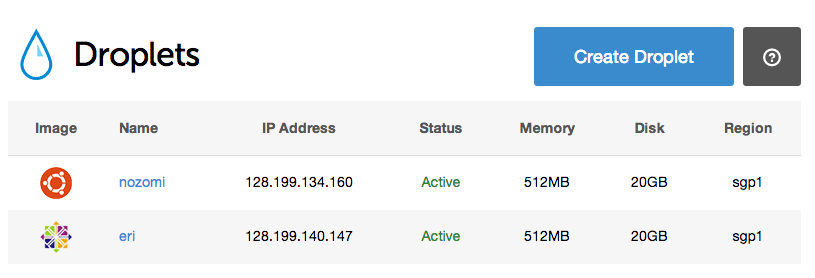 Droplets
Create Droplet
?
Image Name IP Address Status Memory Disk Region
nozomi 128.199.134.160 Active 512MB 20GB sgp1
eri 128.199.140.147 Active 512MB 20GB sgp1